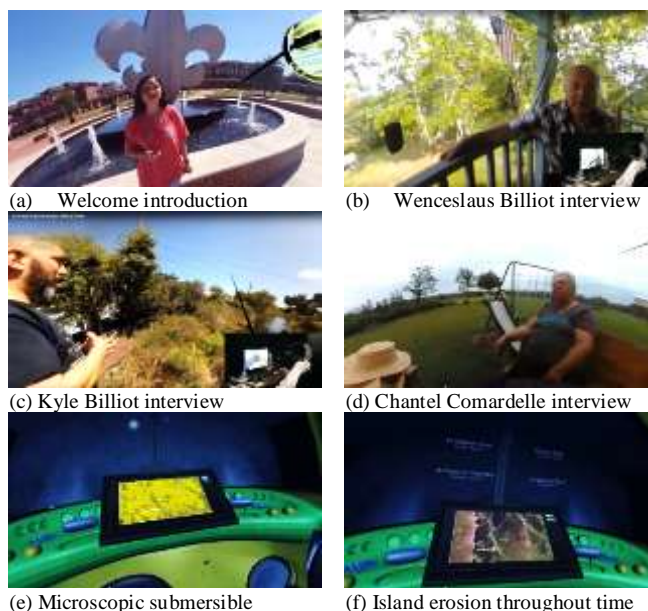 (a) Welcome introduction
(b) Wenceslaus Billiot interview
(c) Kyle Billiot interview
(d) Chantel Comardelle interview
(e) Microscopic submersible
(f) Island erosion throughout time